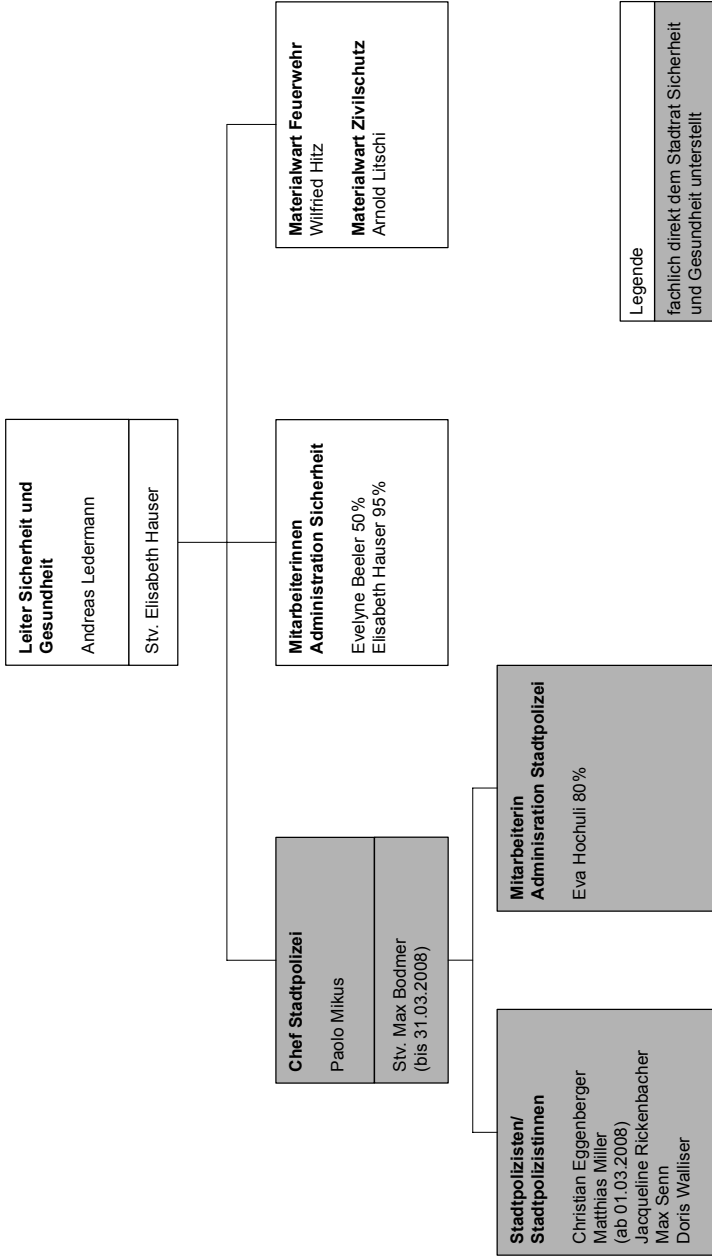 Leiter Sicherheit und
Gesundheit
Andreas Ledermann
Stv. Elisabeth Hauser
Chef Stadtpolizei
Paolo Mikus
Stv. Max Bodmer
(bis 31.03.2008)
Mitarbeiterinnen
Administration Sicherheit
Evelyne Beeler 50%
Elisabeth Hauser 95%
Materialwart Feuerwehr
Wilfried Hitz
Materialwart Zivilschutz
Arnold Litschi
Stadtpolizisten/
Stadtpolizistinnen
Christian Eggenberger
Matthias Miller
(ab 01.03.2008)
Jacqueline Rickenbacher
Max Senn
Doris Walliser
Mitarbeiterin
Adminisration Stadtpolizei
Eva Hochuli 80%
Legende
fachlich direkt dem Stadtrat Sicherheit
und Gesundheit unterstellt